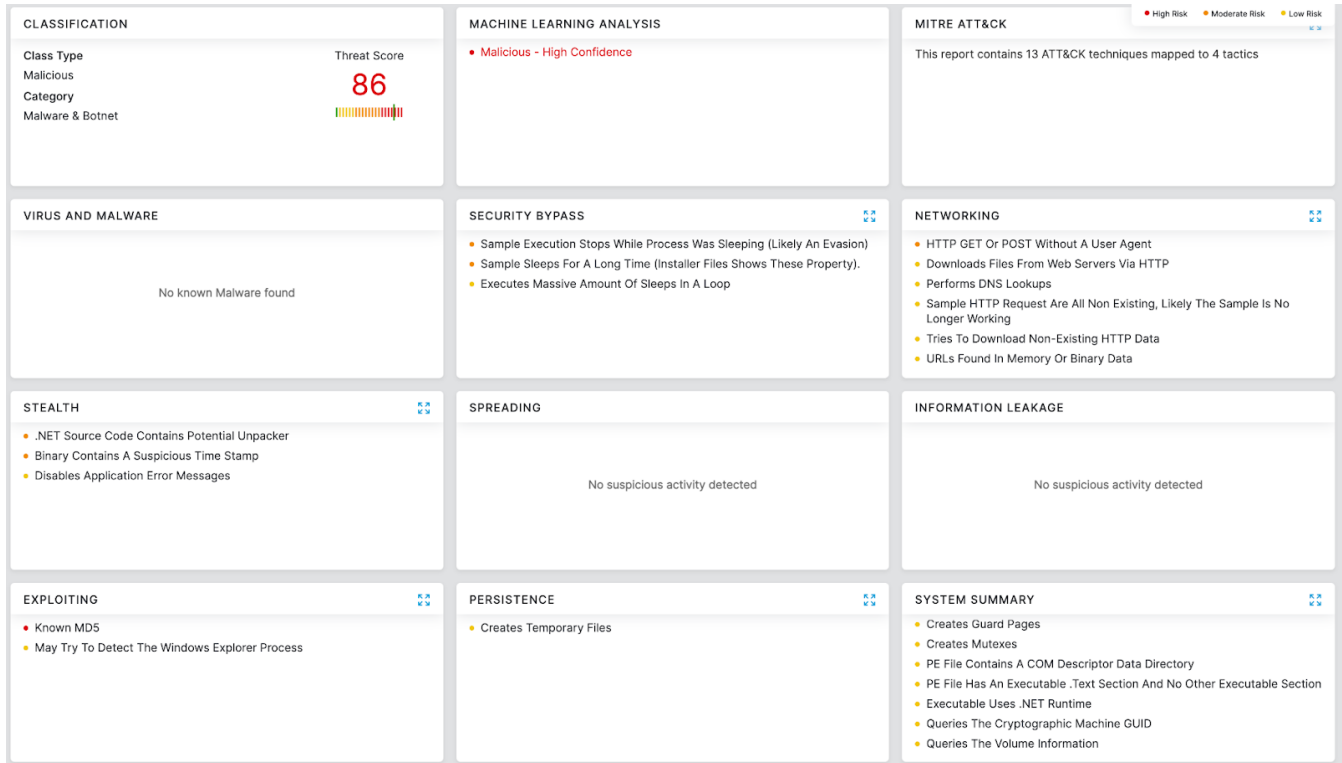 CLASSIFICATION
Class Type
Malicious
Category
Malware & Botnet
Threat Score
86
MACHINE LEARNING ANALYSIS
Malicious - High Confidence
High Risk
Moderate Risk
Low Risk
MITRE ATT&CK
This report contains 13 ATT&CK techniques mapped to 4 tactics
VIRUS AND MALWARE
No known Malware found
SECURITY BYPASS
Sample Execution Stops While Process Was Sleeping (Likely An Evasion)
Sample Sleeps For A Long Time (Installer Files Shows These Property).
Executes Massive Amount Of Sleeps In A Loop
NETWORKING
HTTP GET Or POST Without A User Agent
Downloads Files From Web Servers Via HTTP
Performs DNS Lookups
Sample HTTP Request Are All Non Existing, Likely The Sample Is No
Longer Working
Tries To Download Non-Existing HTTP Data
URLs Found In Memory Or Binary Data
STEALTH
.NET Source Code Contains Potential Unpacker
Binary Contains A Suspicious Time Stamp
Disables Application Error Messages
SPREADING
No suspicious activity detected
INFORMATION LEAKAGE
No suspicious activity detected
EXPLOITING
Known MD5
May Try To Detect The Windows Explorer Process
PERSISTENCE
Creates Temporary Files
SYSTEM SUMMARY
Creates Guard Pages
Creates Mutexes
PE File Contains A COM Descriptor Data Directory
PE File Has An Executable .Text Section And No Other Executable Section
Executable Uses .NET Runtime
Queries The Cryptographic Machine GUID
Queries The Volume Information